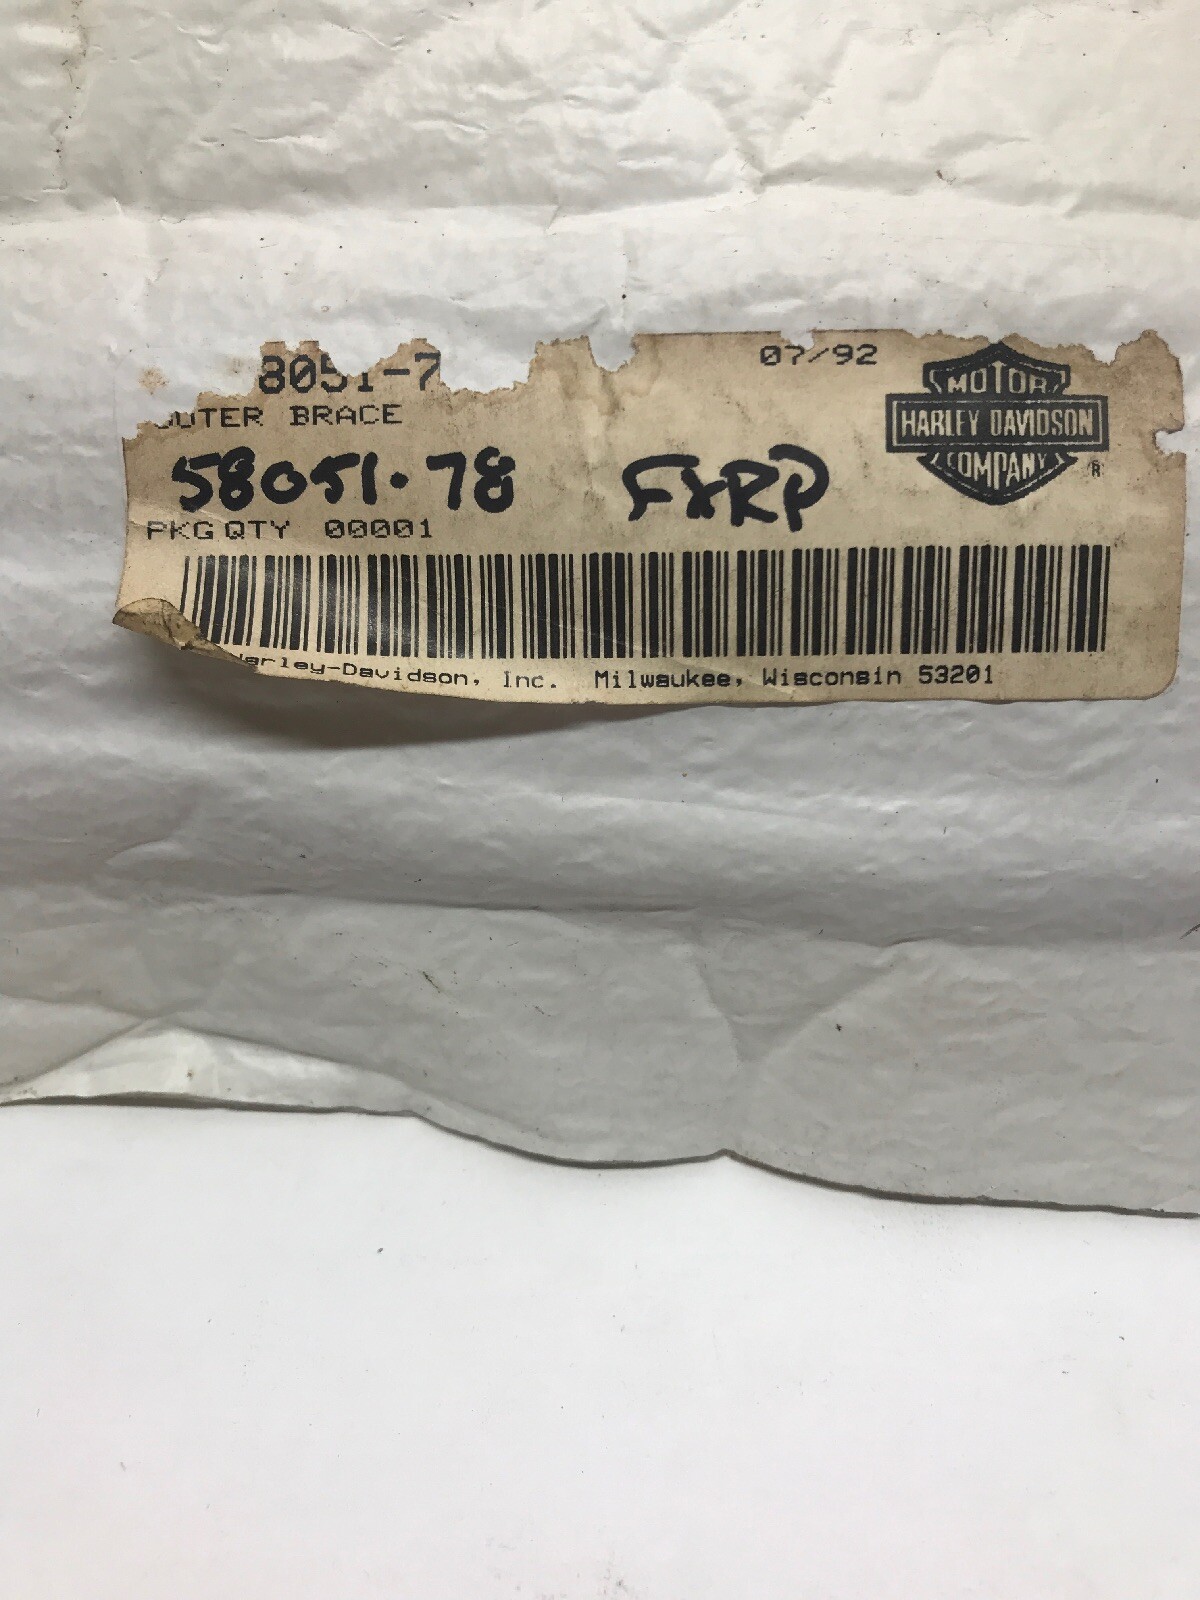 8051-7
07/92
OUTER BRACE
MOTOR
HARLEY DAVIDSON
COMPANY
®
58051.78 FXRP
PKG QTY 00001
Harley-Davidson, Inc. Milwaukee, Wisconsin 53201